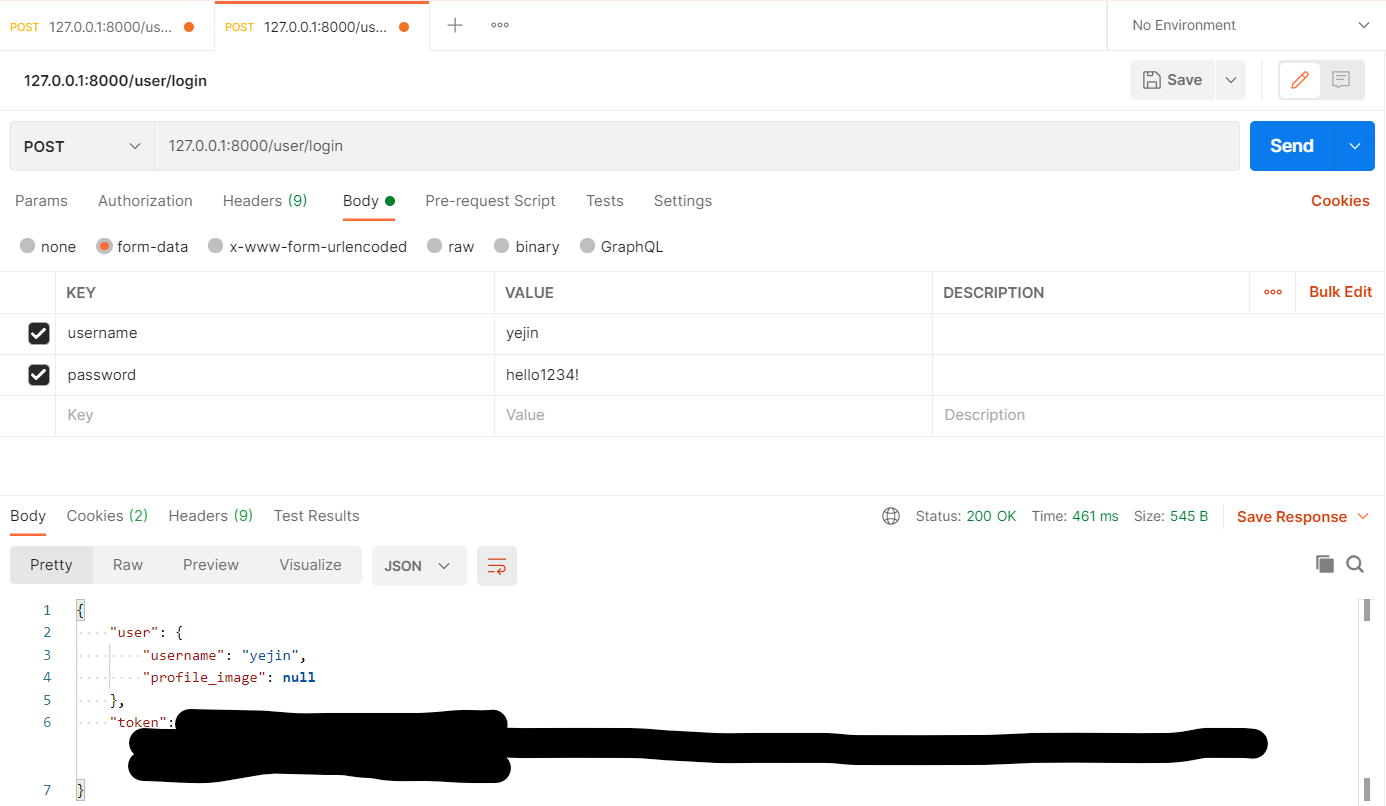 POST 127.0.0.1:8000/us... POST 127.0.0.1:8000/us... No Environment
127.0.0.1:8000/user/login Save
POST 127.0.0.1:8000/user/login Send
Params Authorization Headers (9) Body Pre-request Script Tests Settings Cookies
none form-data x-www-form-urlencoded raw binary GraphQL
KEY VALUE DESCRIPTION Bulk Edit
username yejin
password hello1234!
Key Value Description
Body Cookies (2) Headers (9) Test Results Status: 200 OK Time: 461 ms Size: 545 B Save Response
Pretty Raw Preview Visualize JSON
1 {
2 "user": {
3 "username": "yejin",
4 "profile_image": null
5 },
6 "token":
7 }